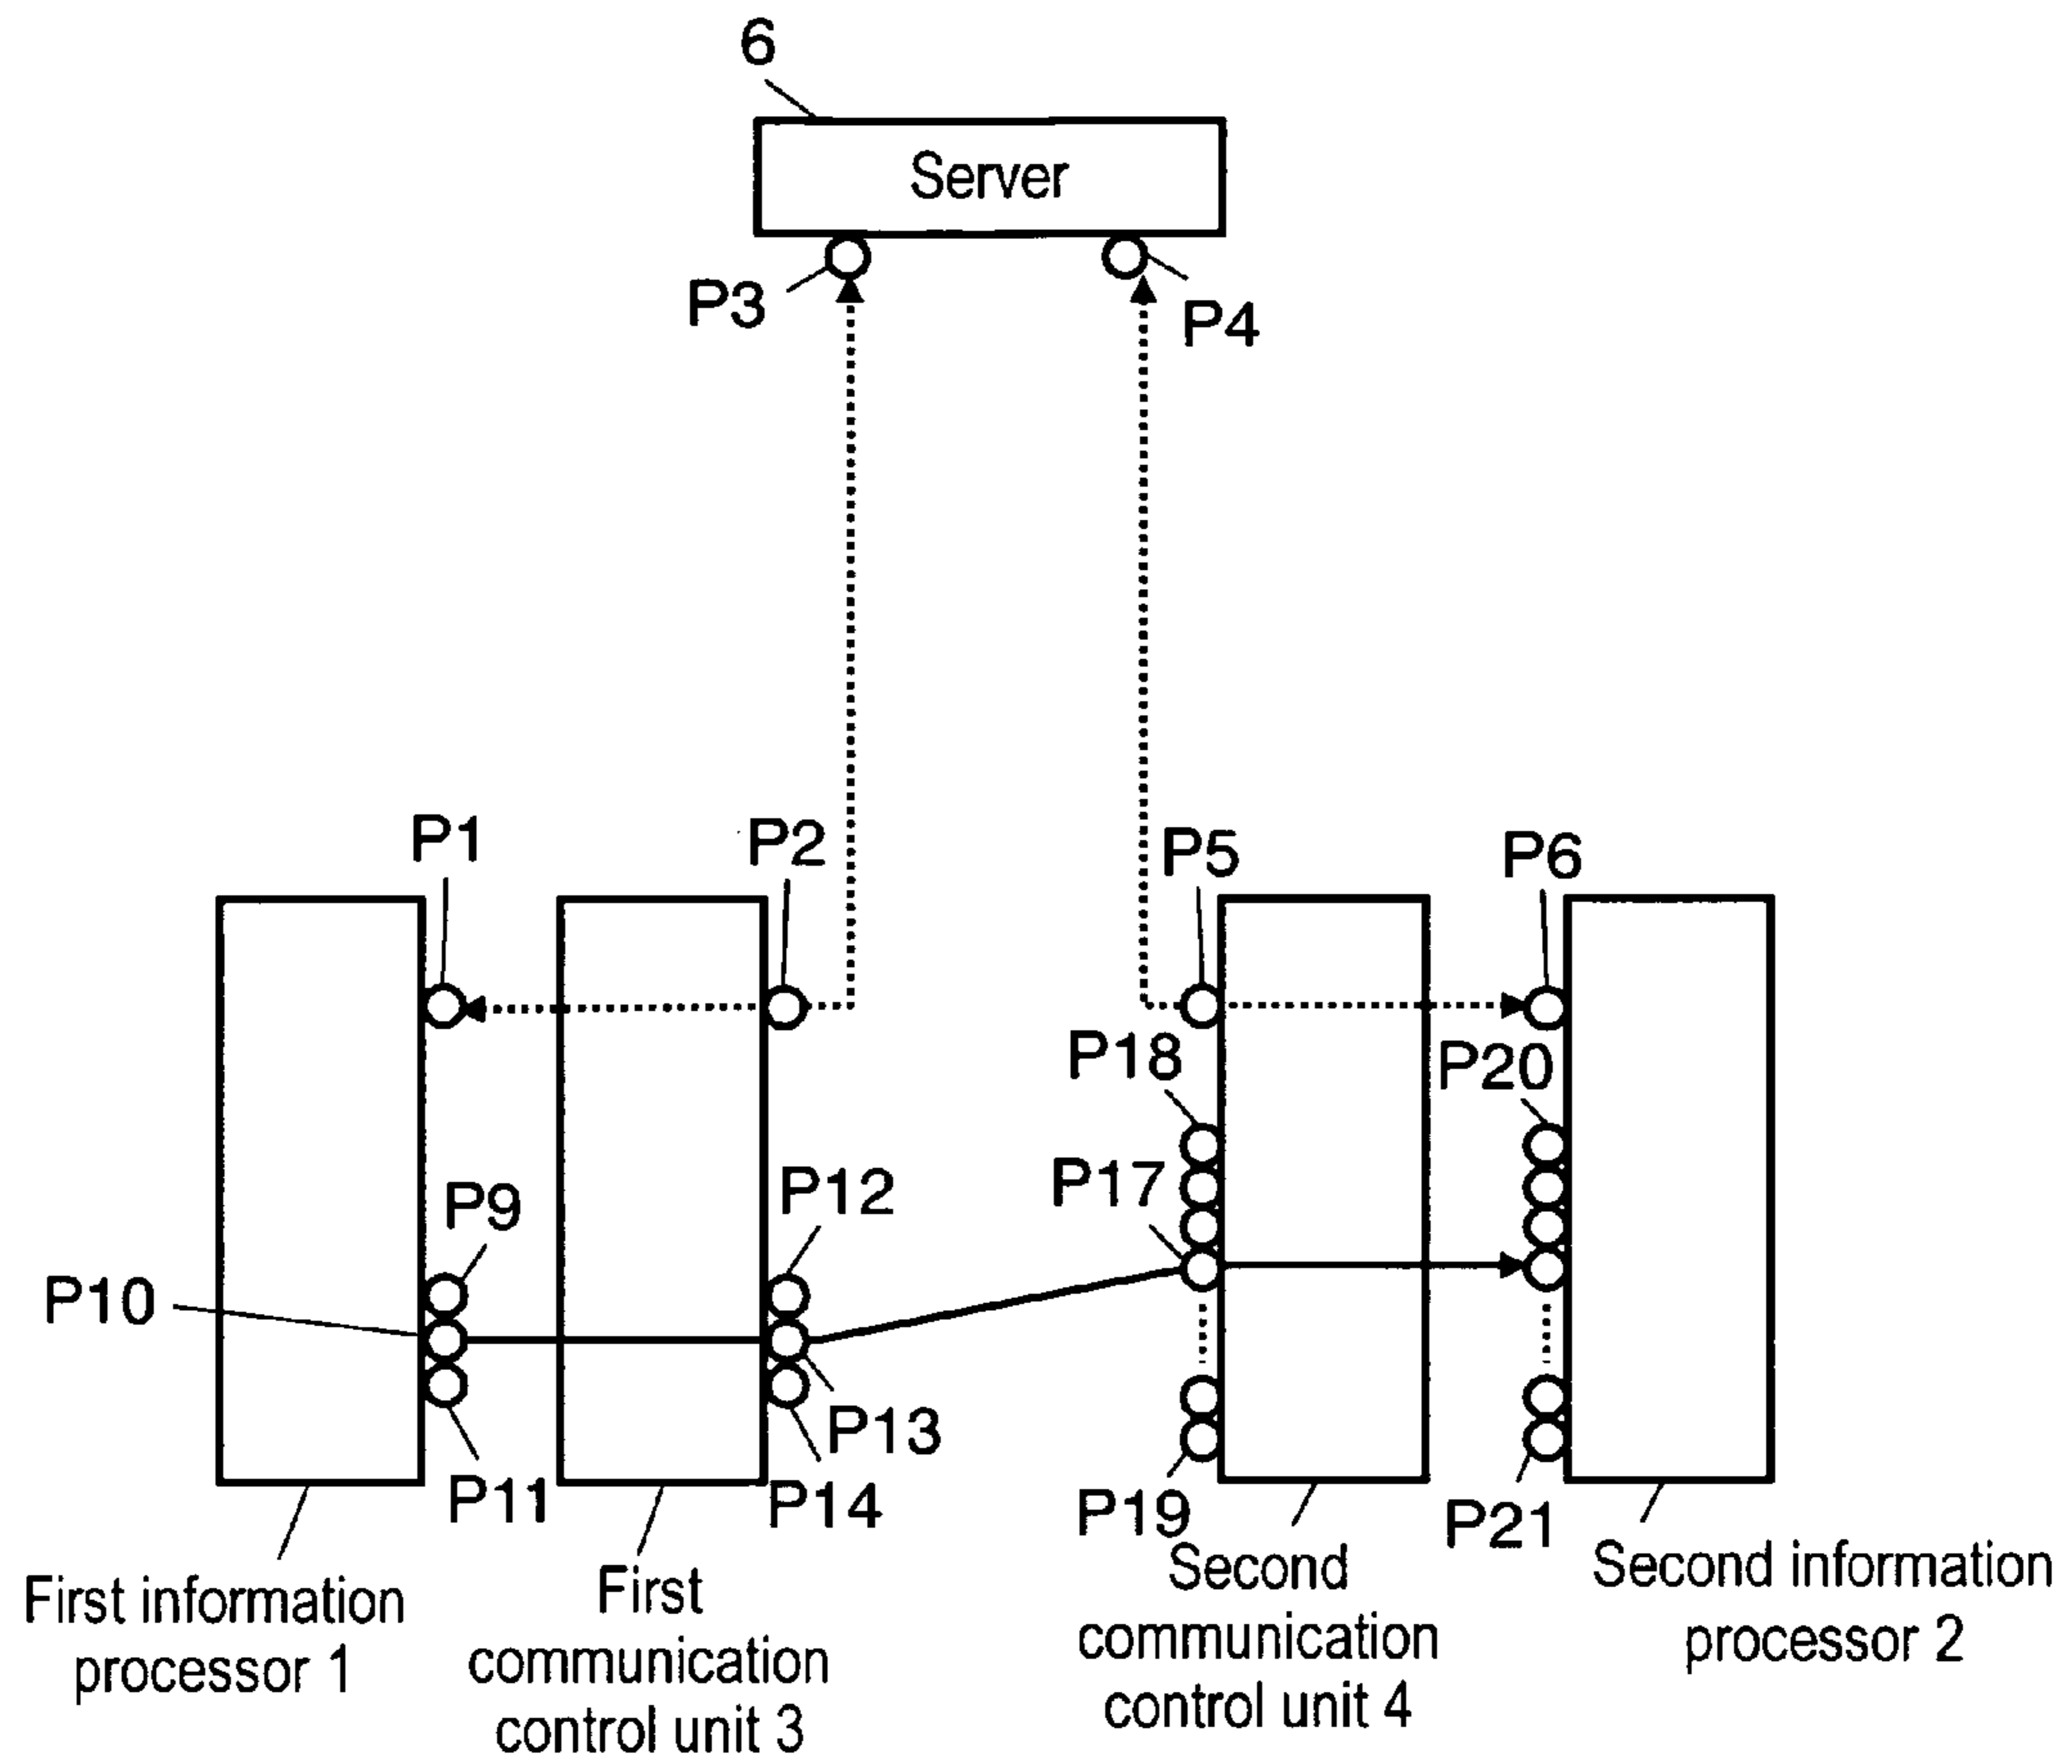 6
Server
P3
P4
P1
P2
P5
P6
P18
P20
P17
P12
P9
P10
P13
P11
P14
P19
P21
First information
processor 1
First
communication
control unit 3
Second
communication
control unit 4
Second information
processor 2